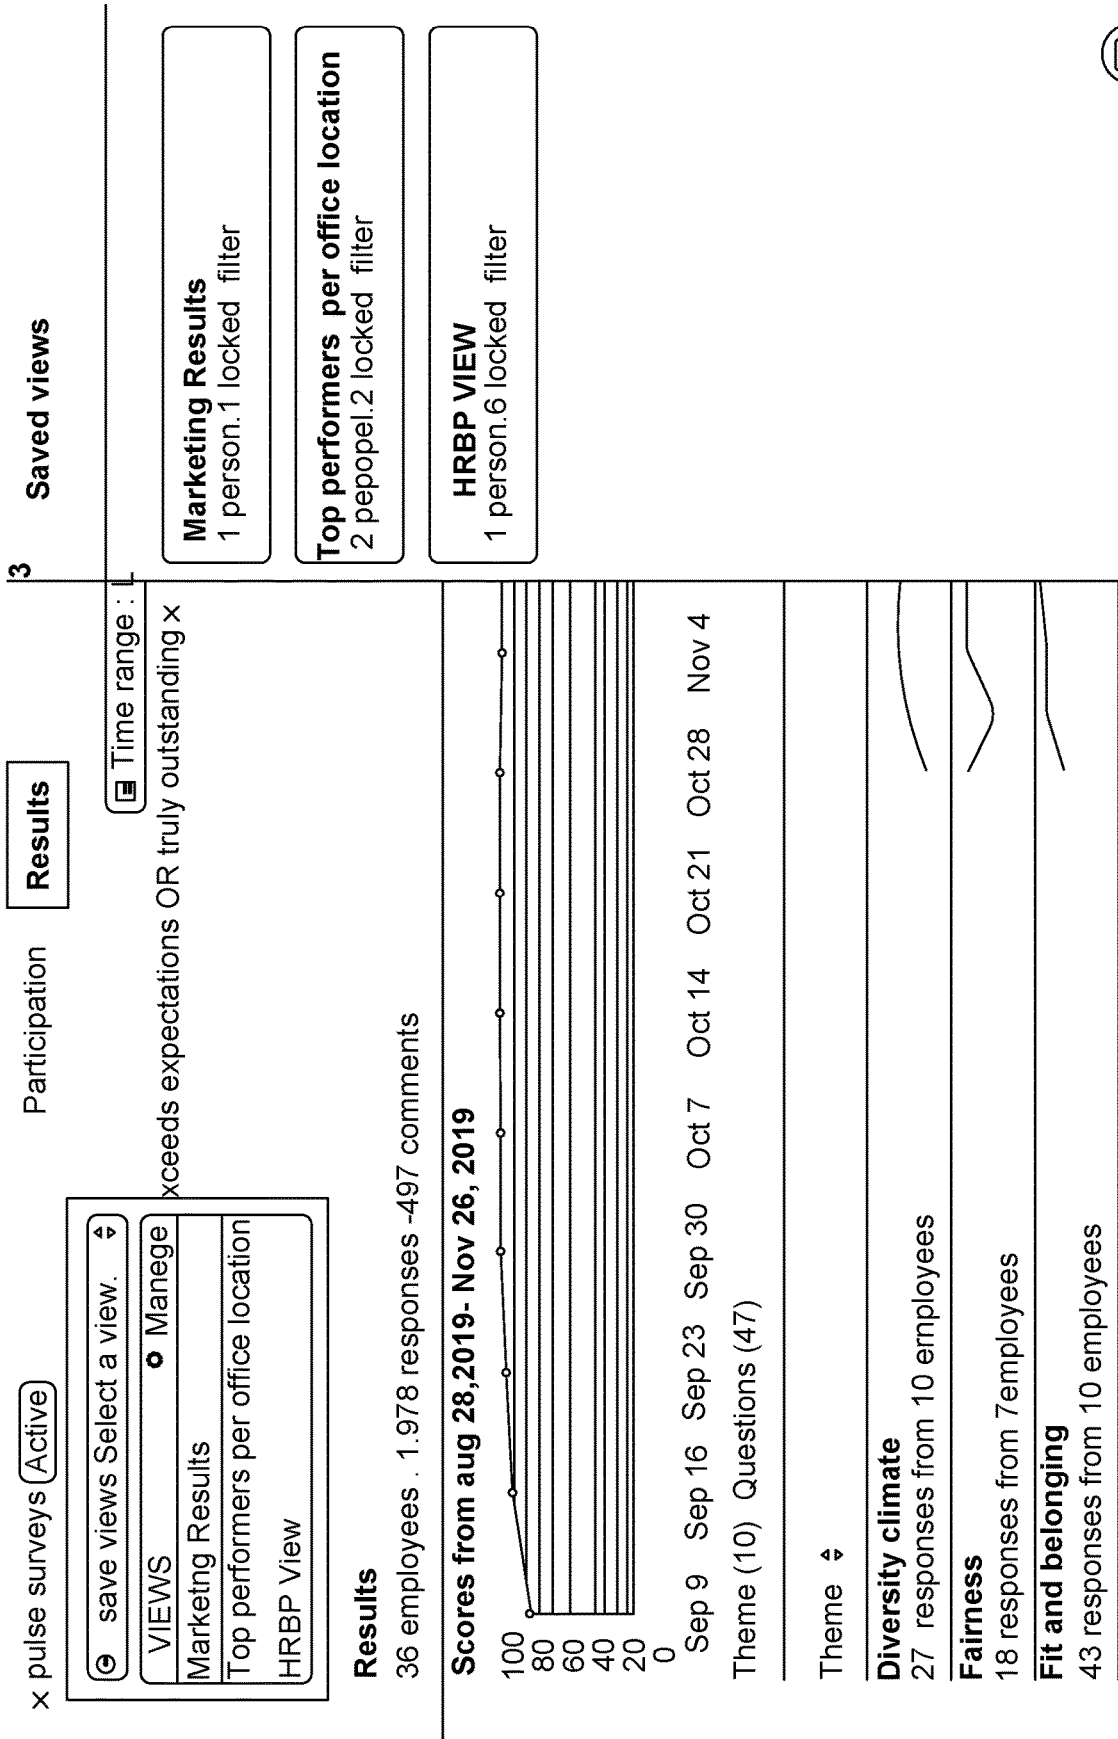 × pulse surveys Active
Participation
Results
3
Saved views
save views Select a view.
VIEWS
Manege
Marketng Results
Top performers per office location
HRBP View
Time range :
xceeds expectations OR truly outstanding ×
Results
36 employees . 1.978 responses -497 comments
Scores from aug 28,2019- Nov 26, 2019
100
80
60
40
20
0
Sep 9 Sep 16 Sep 23 Sep 30 Oct 7 Oct 14 Oct 21 Oct 28 Nov 4
Theme (10) Questions (47)
Theme
Diversity climate
27 responses from 10 ernployees
Fairness
18 responses from 7employees
Fit and belonging
43 responses from 10 employees
Marketing Results
1 person.1 locked filter
Top performers per office location
2 pepopel.2 locked filter
HRBP VIEW
1 person.6 locked filter